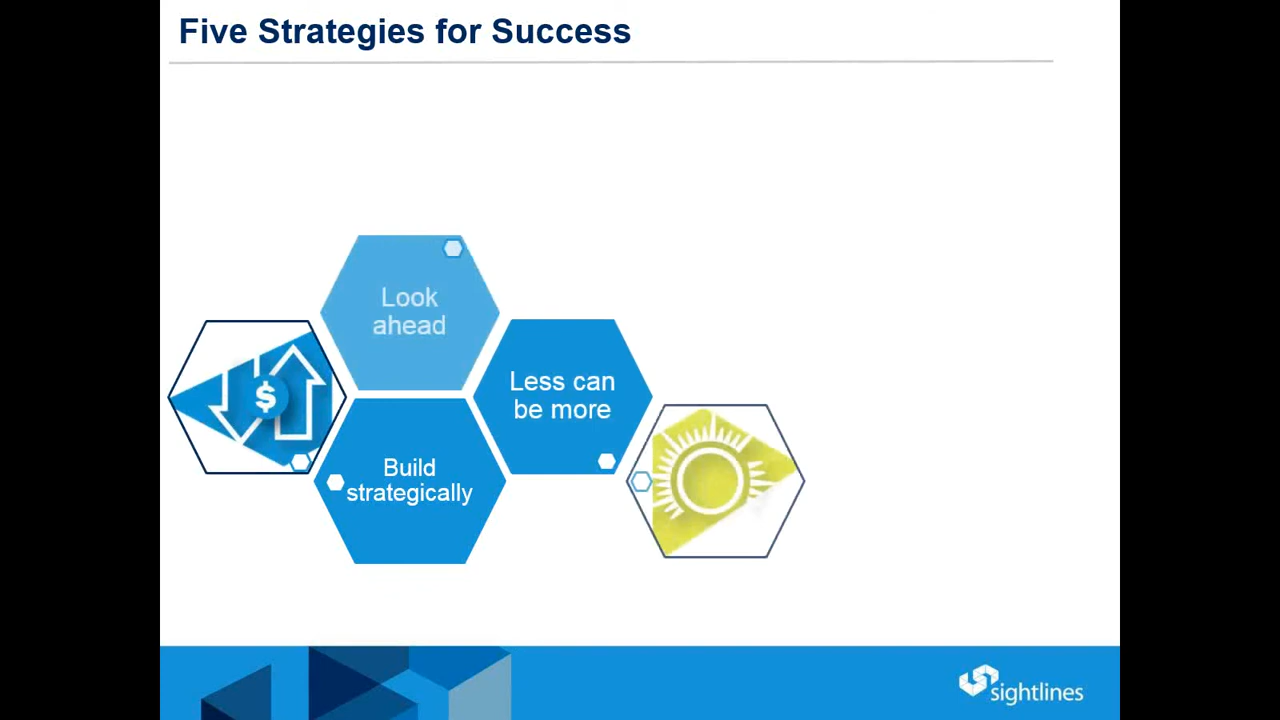 Five Strategies for Success
Look
ahead
$
Less can
be more
Build
strategically
sightlines